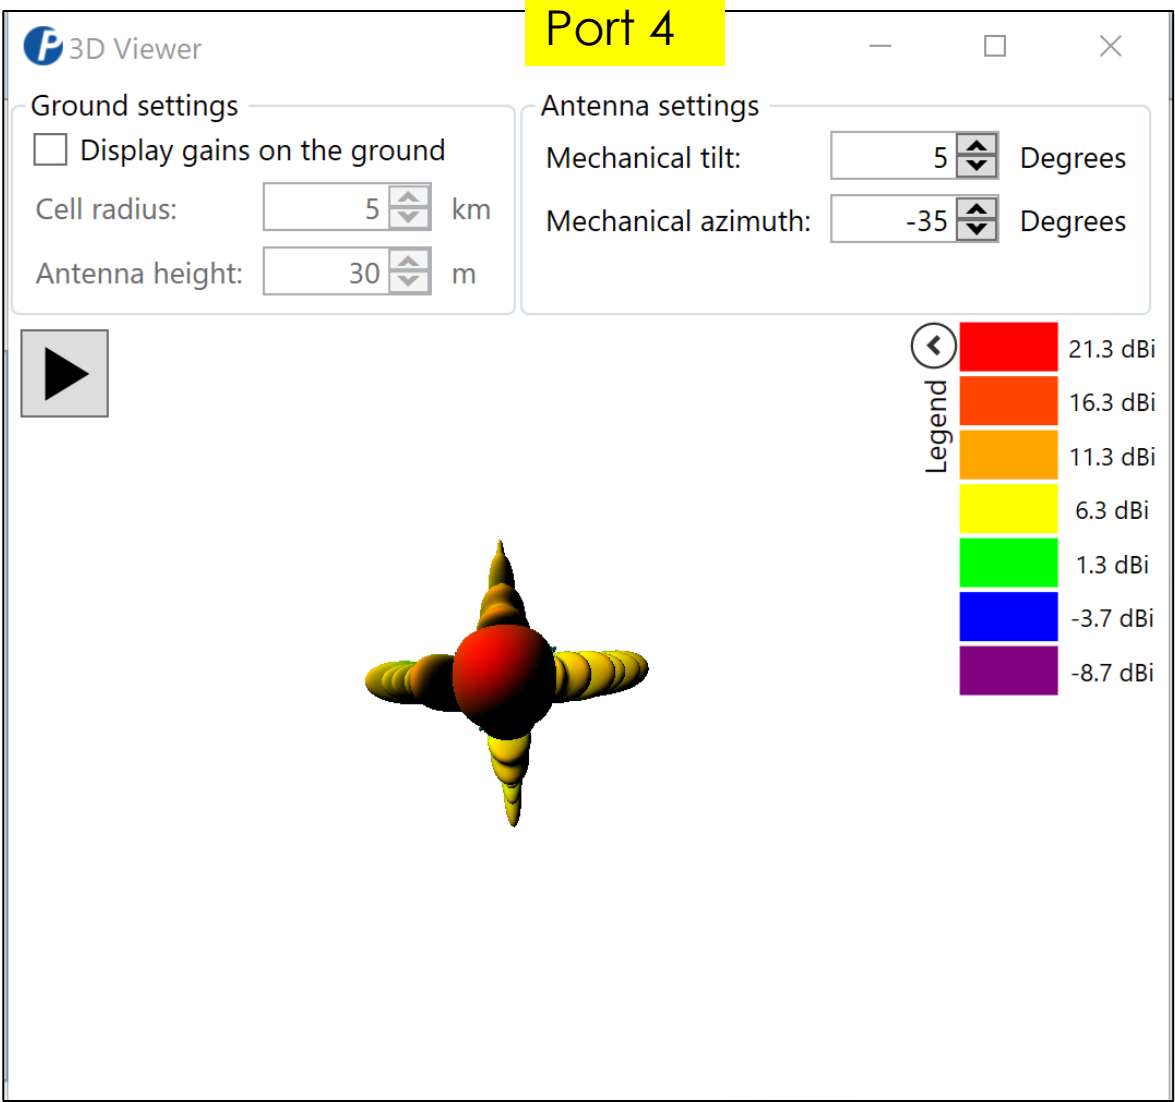 Port 4
3D Viewer
Ground settings
Display gains on the ground
Cell radius: 5 km
Antenna height: 30 m
Antenna settings
Mechanical tilt: 5 Degrees
Mechanical azimuth: -35 Degrees
Legend
21.3 dBi
16.3 dBi
11.3 dBi
6.3 dBi
1.3 dBi
-3.7 dBi
-8.7 dBi